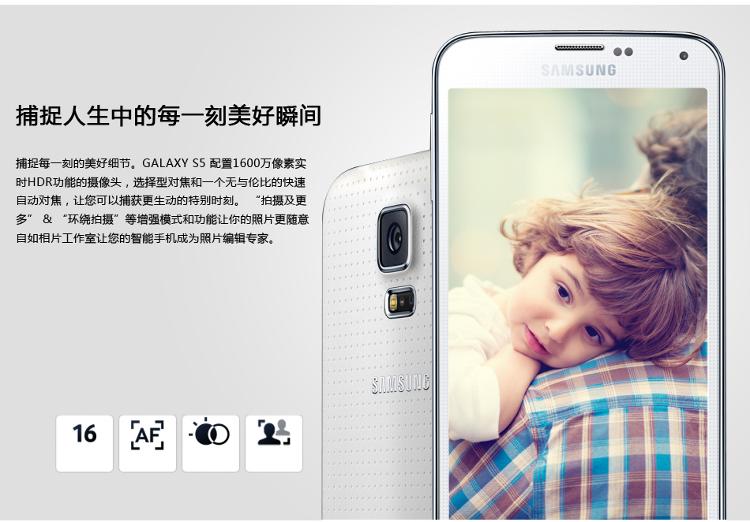 捕捉人生中的每一刻美好瞬间
捕捉每一刻的美好细节。GALAXY S5 配置1600万像素实
时HDR功能的摄像头，选择型对焦和一个无与伦比的快速
自动对焦，让您可以捕获更生动的特别时刻。 “拍摄及更
多” & “环绕拍摄”等增强模式和功能让你的照片更随意
自如相片工作室让您的智能手机成为照片编辑专家。
16
AF
SAMSUNG
SAMSUNG